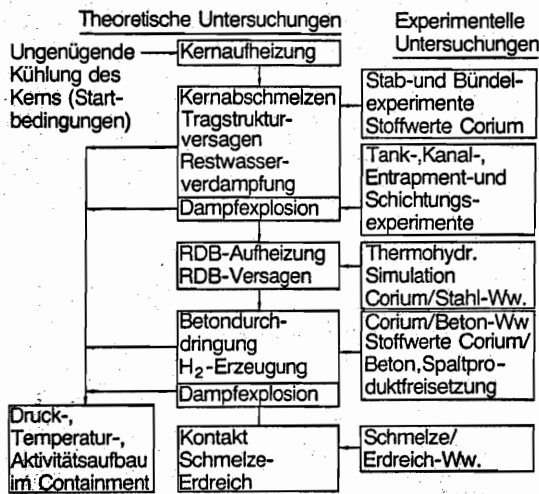 Theoretische Untersuchungen
Experimentelle
Untersuchungen
Ungenügende
Kühlung des
Kerns (Start-
bedingungen)
Kernaufheizung
Kernabschmelzen
Tragstruktur-
versagen
Restwasser-
verdampfung
Dampfexplosion
Stab-und Bündel-
experimente
Stoffwerte Corium
Tank-,Kanal-,
Entrapment-und
Schichtungs-
experimente
RDB-Aufheizung
RDB-Versagen
Thermohydr.
Simulation
Corium/Stahl-Ww.
Betondurch-
dringung
H₂-Erzeugung
Dampfexplosion
Corium/Beton-Ww
Stoffwerte Corium/
Beton,Spaltpro-
duktfreisetzung
Druck-,
Temperatur-,
Aktivitätsaufbau
im Containment
Kontakt
Schmelze-
Erdreich
Schmelze/
Erdreich-Ww.